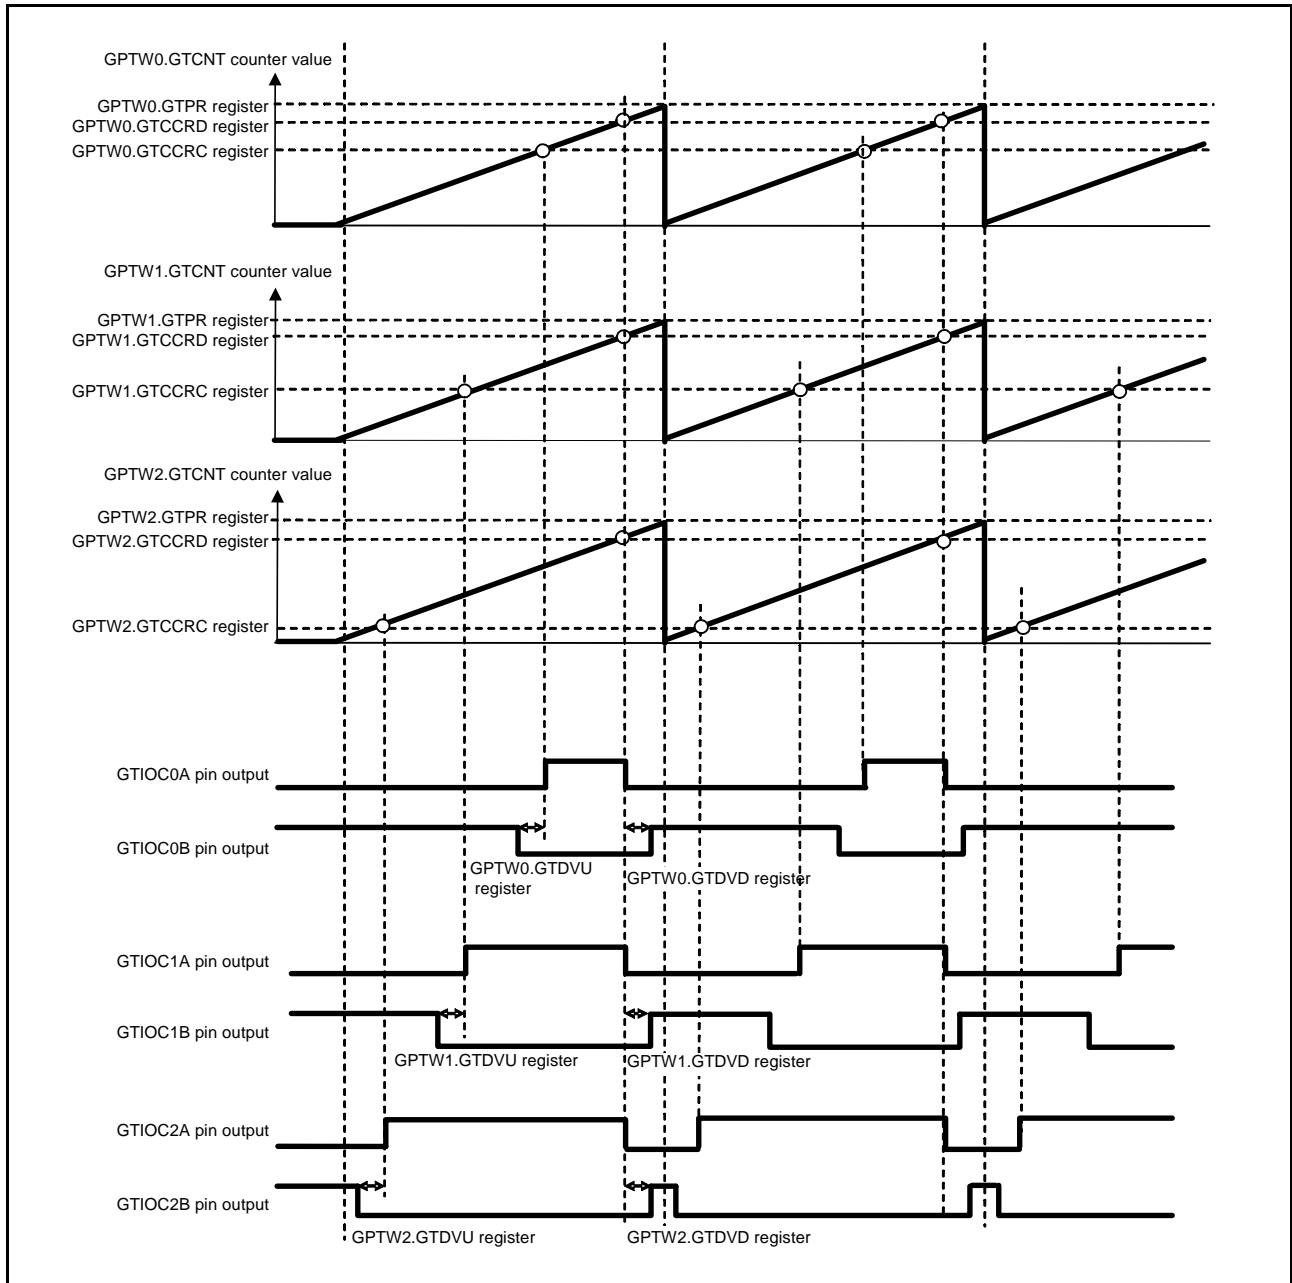 GPTW0.GTCNT counter value
GPTW0.GTPR register
GPTW0.GTCCRD register
GPTW0.GTCCRC register
GPTW1.GTCNT counter value
GPTW1.GTPR register
GPTW1.GTCCRD register
GPTW1.GTCCRC register
GPTW2.GTCNT counter value
GPTW2.GTPR register
GPTW2.GTCCRD register
GPTW2.GTCCRC register
GTIOC0A pin output
GTIOC0B pin output
GPTW0.GTDVU
register
GPTW0.GTDVD register
GTIOC1A pin output
GTIOC1B pin output
GPTW1.GTDVU register
GPTW1.GTDVD register
GTIOC2A pin output
GTIOC2B pin output
GPTW2.GTDVU register
GPTW2.GTDVD register